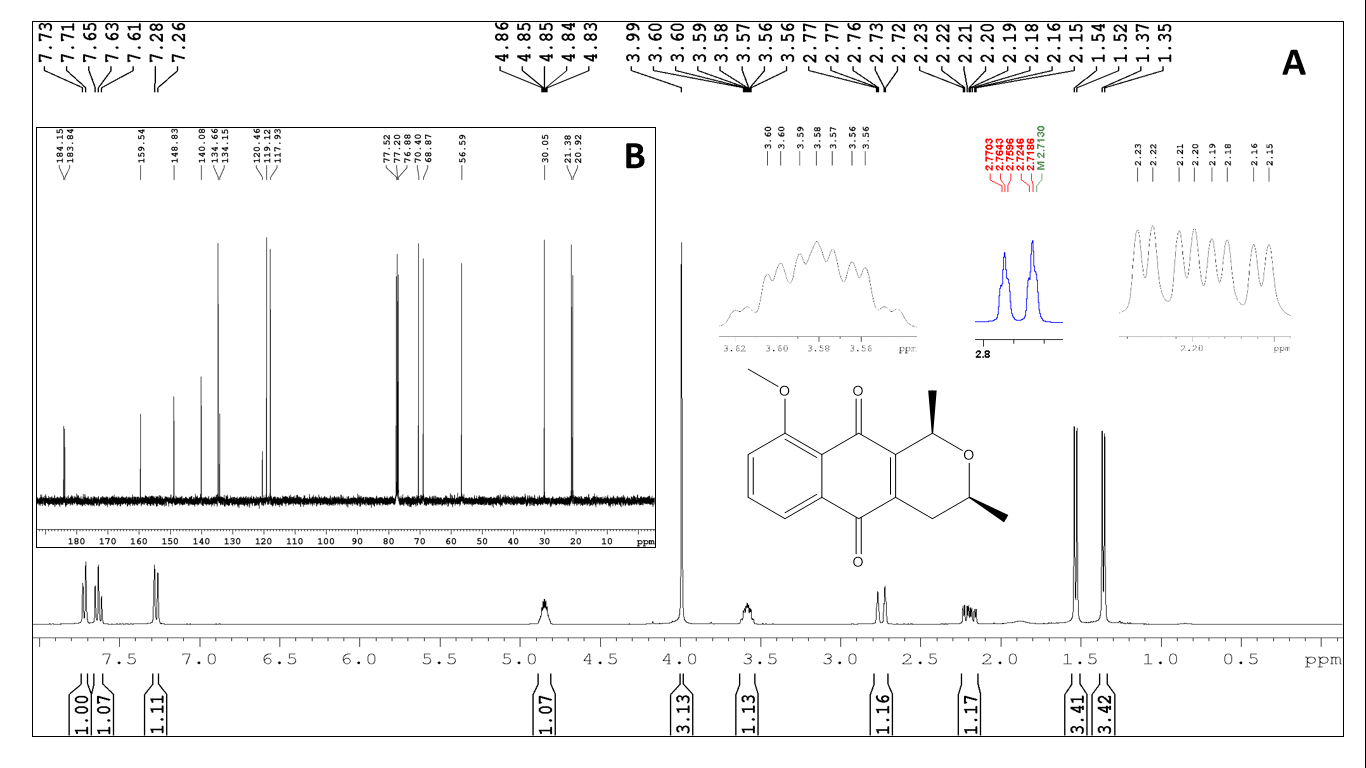 7.73 7.71 7.65 7.63 7.61 7.28 7.26 4.86 4.85 4.85 4.84 4.83 3.99 3.60 3.60 3.59 3.58 3.57 3.56 3.56 2.77 2.77 2.76 2.73 2.72 2.23 2.22 2.21 2.20 2.19 2.18 2.16 2.15 1.54 1.52 1.37 1.35
A
184.15 183.84 159.54 148.83 140.08 134.66 134.15 120.46 119.12 117.93 77.52 77.20 76.88 70.40 68.87 56.59 30.05 21.38 20.92
B
180 170 160 150 140 130 120 110 100 90 80 70 60 50 40 30 20 10 ppm
3.60 3.60 3.59 3.58 3.57 3.56 3.56
3.62 3.60 3.58 3.56 ppm
2.7703 2.7643 2.7596 2.7246 2.7186 M 2.7130
2.8
2.23 2.22 2.21 2.20 2.19 2.18 2.16 2.15
2.20 ppm
O O
O
O
7.5 7.0 6.5 6.0 5.5 5.0 4.5 4.0 3.5 3.0 2.5 2.0 1.5 1.0 0.5 ppm
1.00 1.07 1.11 1.07 3.13 1.13 1.16 1.17 3.41 3.42